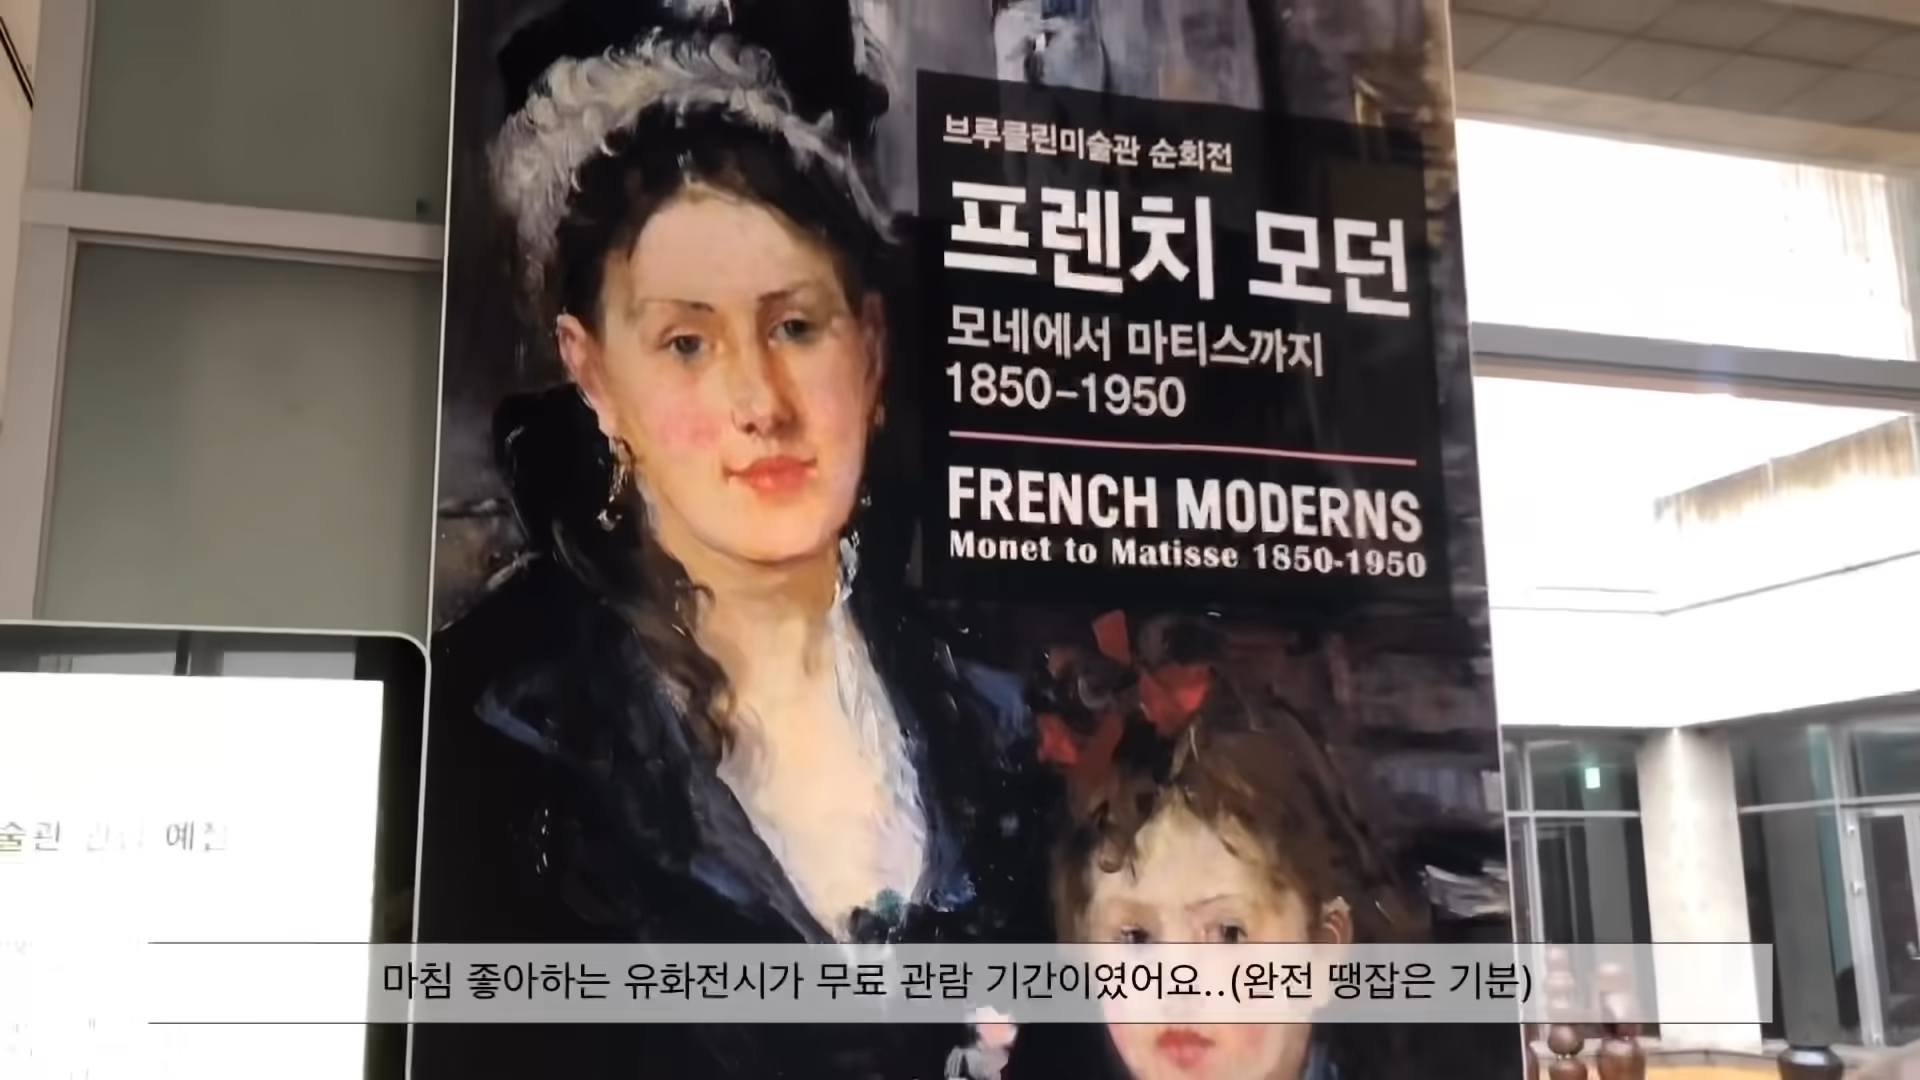 브루클린미술관 순회전
프렌치 모던
모네에서 마티스까지
1850-1950
FRENCH MODERNS
Monet to Matisse 1850-1950
마침 좋아하는 유화전시가 무료 관람 기간이였어요..(완전 땡잡은 기분)